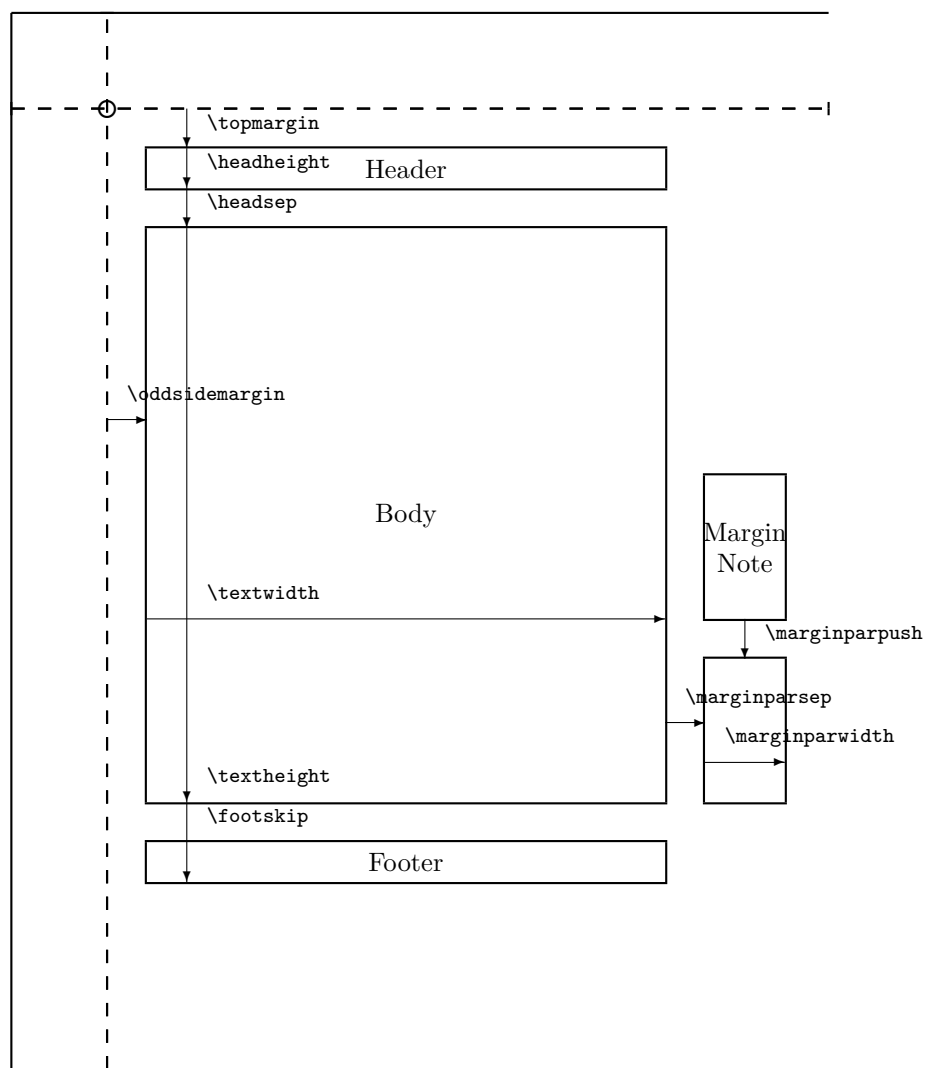 \topmargin
\headheight
Header
\headsep
\oddsidemargin
Body
Margin
Note
\textwidth
\marginparpush
\marginparsep
\marginparwidth
\textheight
\footskip
Footer